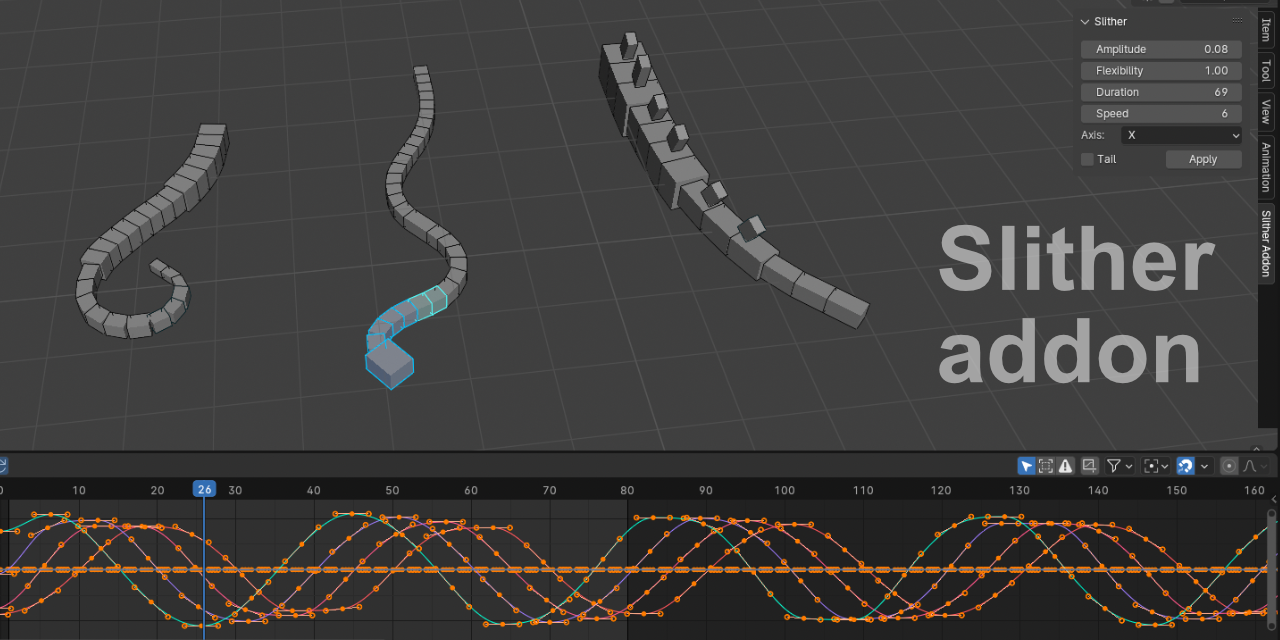 Slither
Amplitude 0.08
Flexibility 1.00
Duration 69
Speed 6
Axis: X
Tail Apply
Item
Tool
View
Animation
Slither Addon
Slither
addon
0 10 20 26 30 40 50 60 70 80 90 100 110 120 130 140 150 160